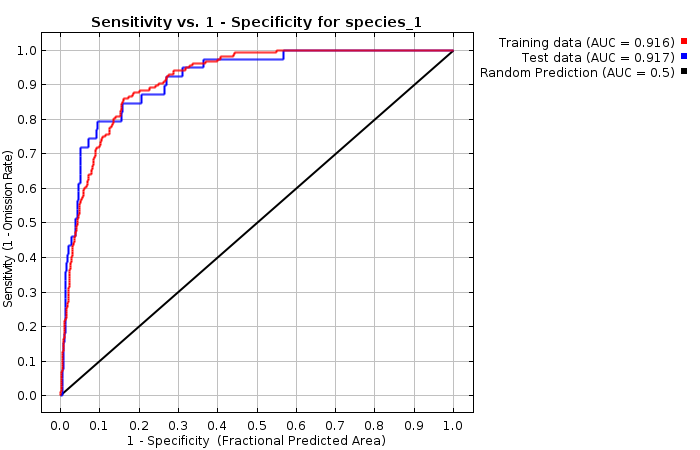 Sensitivity vs. 1 - Specificity for species_1
Training data (AUC = 0.916)
Test data (AUC = 0.917)
Random Prediction (AUC = 0.5)
Sensitivity (1 - Omission Rate)
1.0
0.9
0.8
0.7
0.6
0.5
0.4
0.3
0.2
0.1
0.0
0.0 0.1 0.2 0.3 0.4 0.5 0.6 0.7 0.8 0.9 1.0
1 - Specificity (Fractional Predicted Area)